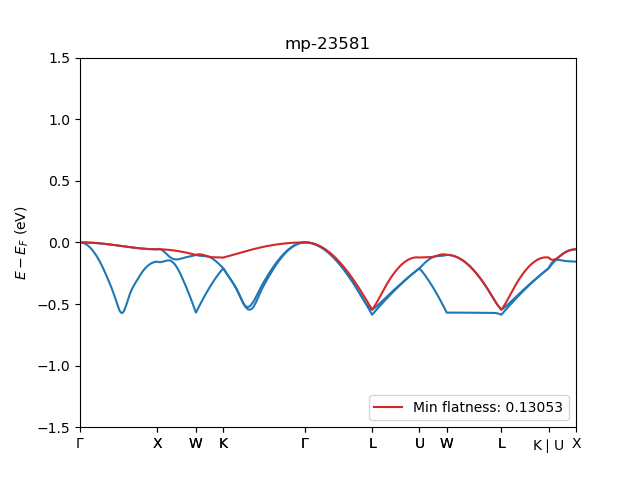 mp-23581
E − E_F (eV)
1.5
1.0
0.5
0.0
−0.5
−1.0
−1.5
Min flatness: 0.13053
Γ X W K Γ L U W L K | U X